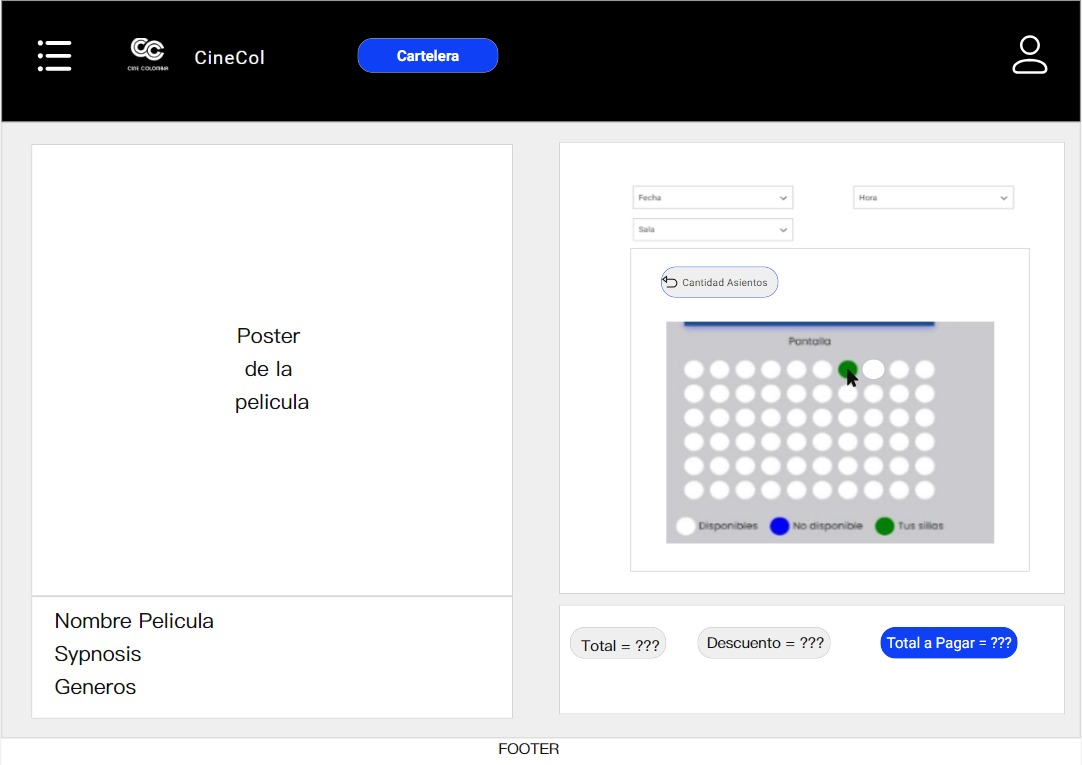 CINE COLOMBIA
CineCol
Cartelera
Poster
de la
pelicula
Nombre Pelicula
Sypnosis
Generos
Fecha
Hora
Sala
Cantidad Asientos
Pantalla
Disponibles
No disponible
Tus sillas
Total = ???
Descuento = ???
Total a Pagar = ???
FOOTER